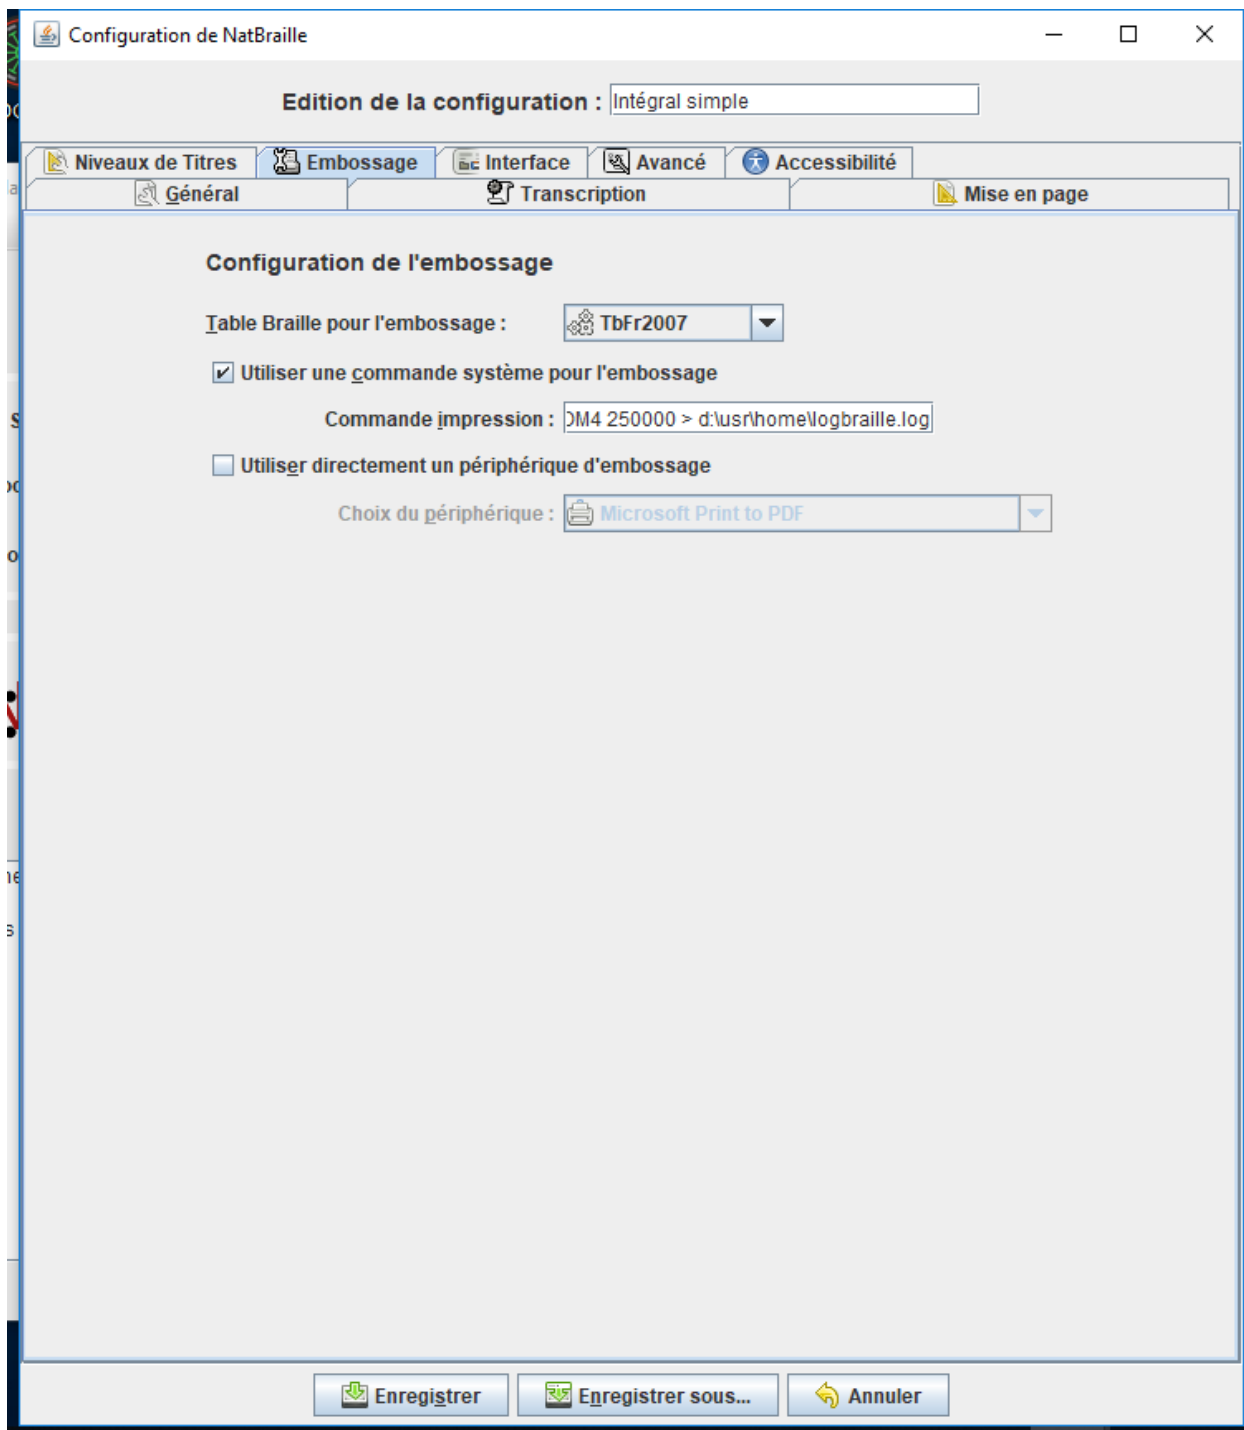 Configuration de NatBraille
Edition de la configuration : Intégral simple
Niveaux de Titres Embossage Interface Avancé Accessibilité
Général Transcription Mise en page
Configuration de l'embossage
Table Braille pour l'embossage : TbFr2007
Utiliser une commande système pour l'embossage
Commande impression : OM4 250000 > d:\usr\home\logbraille.log
Utiliser directement un périphérique d'embossage
Choix du périphérique : Microsoft Print to PDF
Enregistrer Enregistrer sous... Annuler